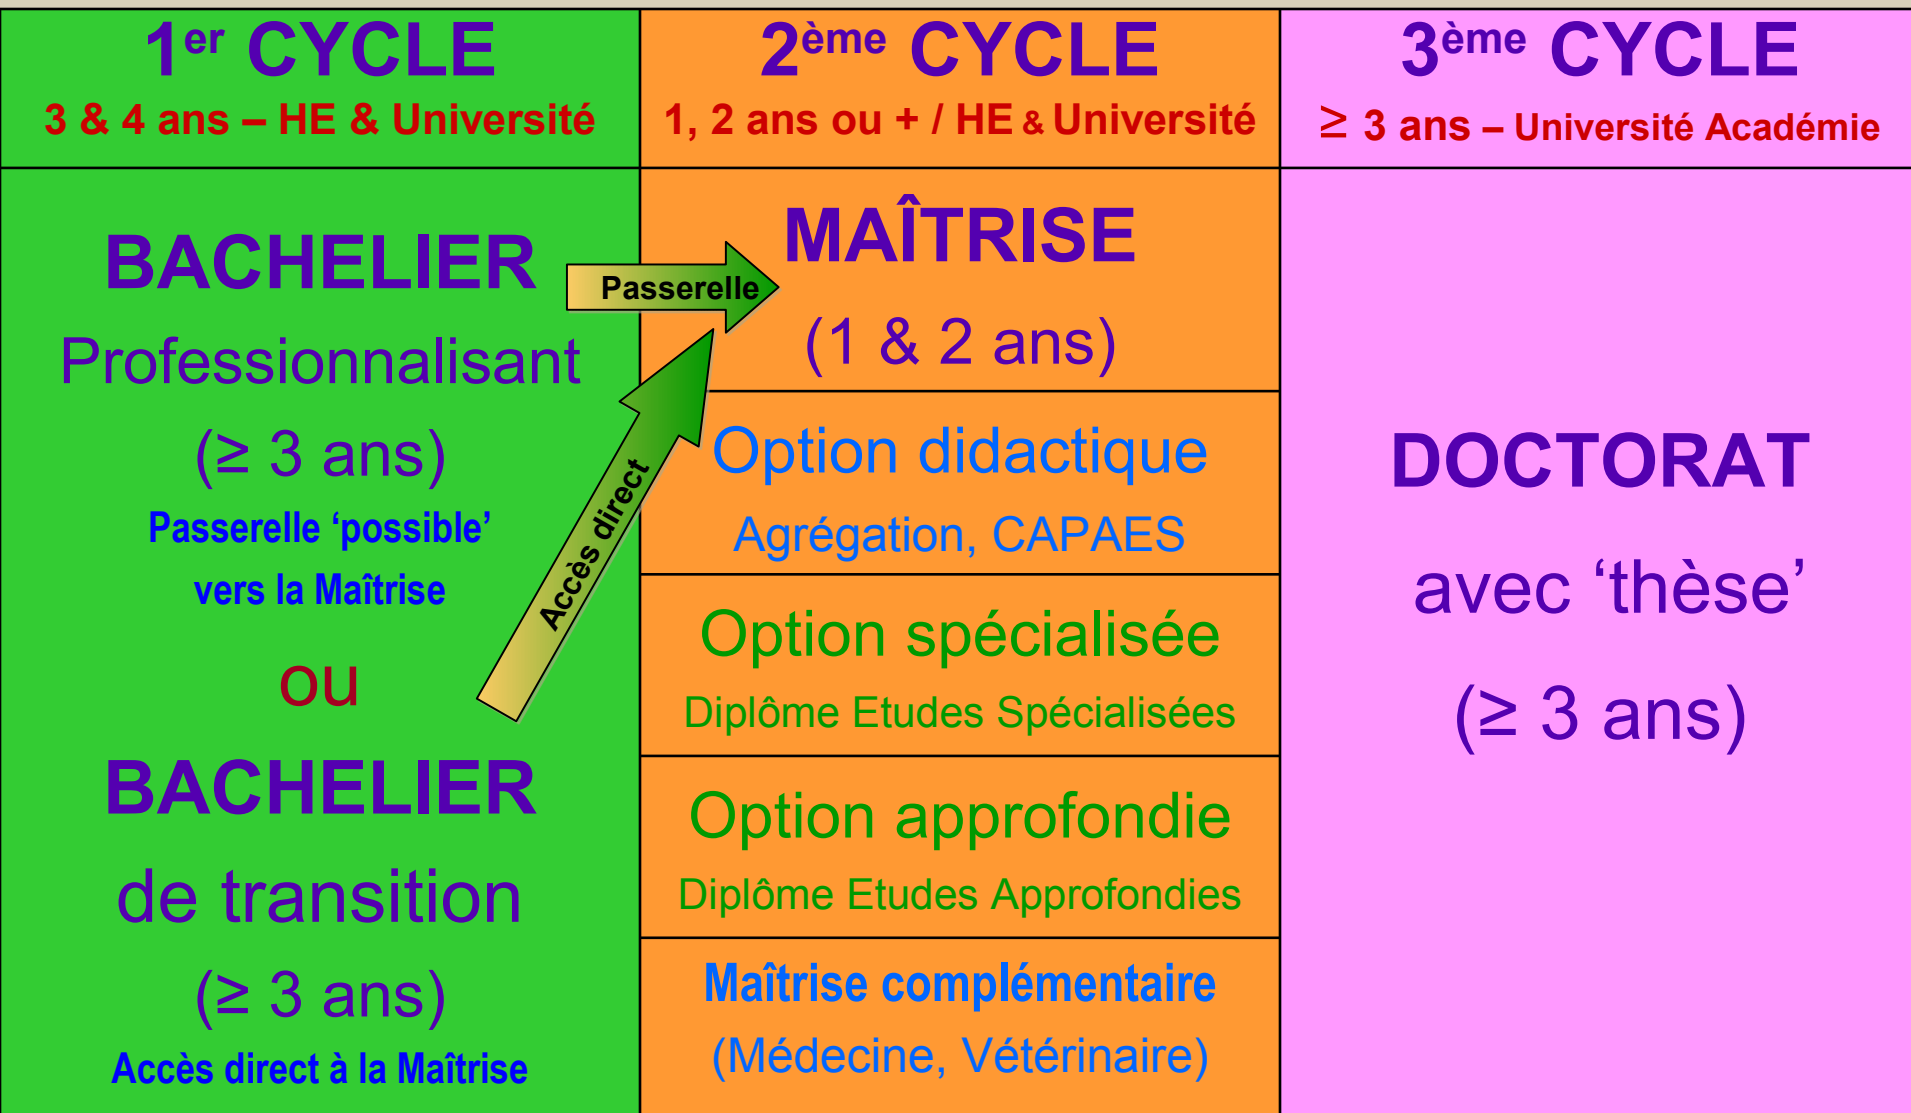 1er CYCLE
3 & 4 ans – HE & Université
2ème CYCLE
1, 2 ans ou + / HE & Université
3ème CYCLE
≥ 3 ans – Université Académie
BACHELIER
Professionnalisant
(≥ 3 ans)
Passerelle ‘possible’
vers la Maîtrise
ou
BACHELIER
de transition
(≥ 3 ans)
Accès direct à la Maîtrise
Passerelle
Accès direct
MAÎTRISE
(1 & 2 ans)
Option didactique
Agrégation, CAPAES
Option spécialisée
Diplôme Etudes Spécialisées
Option approfondie
Diplôme Etudes Approfondies
Maîtrise complémentaire
(Médecine, Vétérinaire)
DOCTORAT
avec ‘thèse’
(≥ 3 ans)